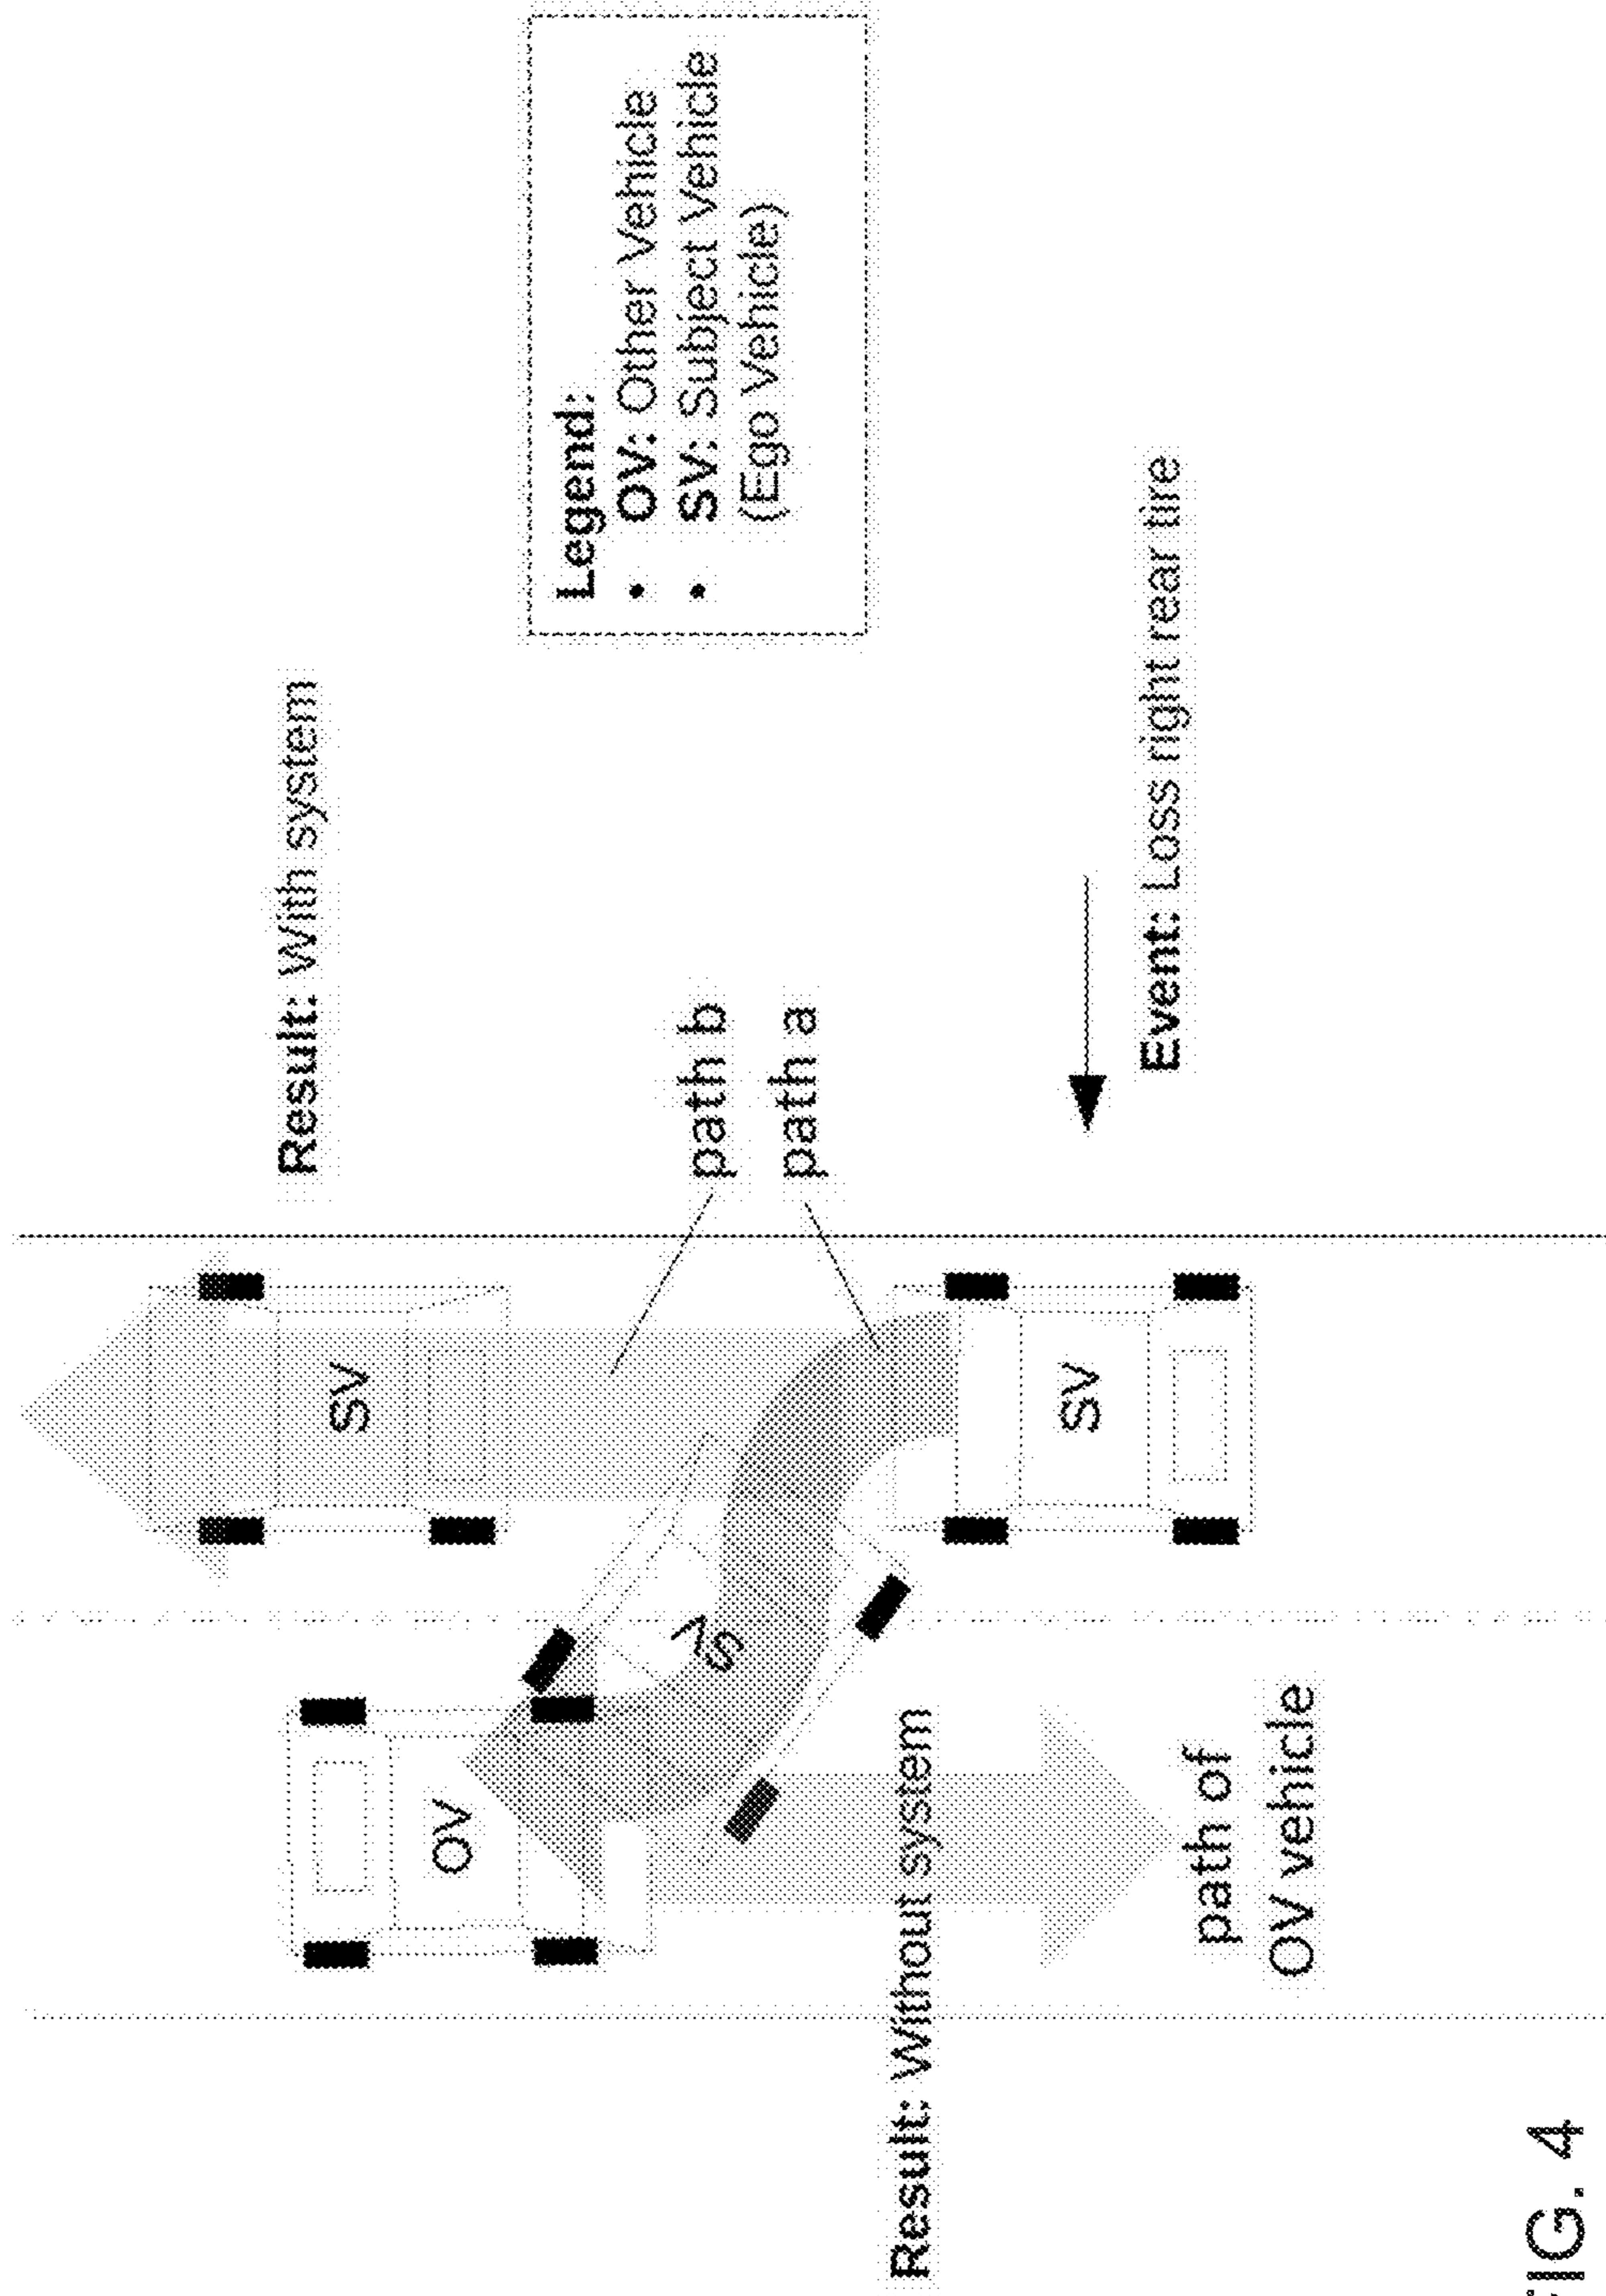 Result: With system
Legend:
• OV: Other Vehicle
• SV: Subject Vehicle
(Ego Vehicle)
path b
path a
Event: Loss right rear tire
SV
SV
SV
OV
Result: Without system
path of
OV vehicle
IG. 4